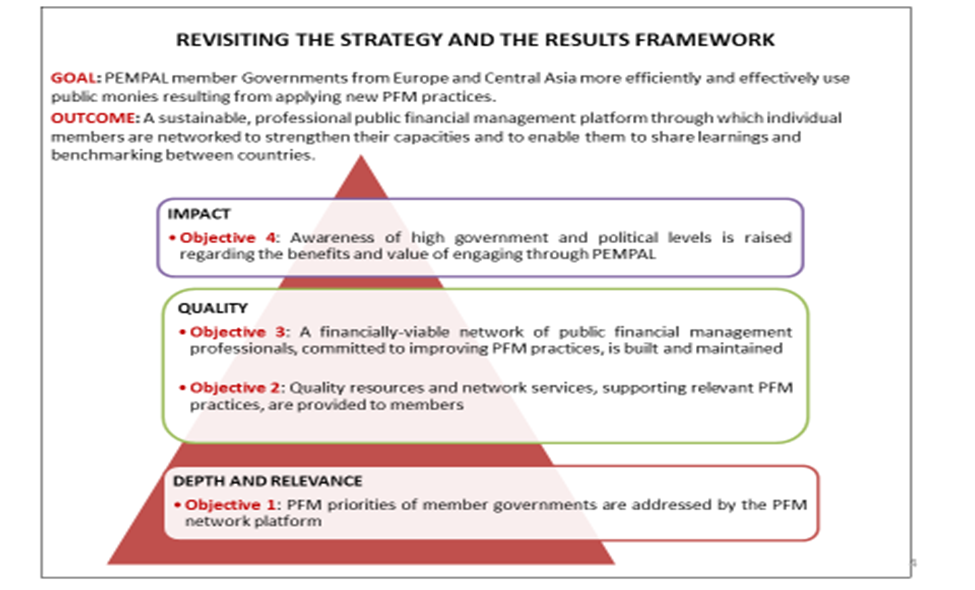 REVISITING THE STRATEGY AND THE RESULTS FRAMEWORK
GOAL: PEMPAL member Governments from Europe and Central Asia more efficiently and effectively use
public monies resulting from applying new PFM practices.
OUTCOME: A sustainable, professional public financial management platform through which individual
members are networked to strengthen their capacities and to enable them to share learnings and
benchmarking between countries.
IMPACT
• Objective 4: Awareness of high government and political levels is raised
regarding the benefits and value of engaging through PEMPAL
QUALITY
• Objective 3: A financially-viable network of public financial management
professionals, committed to improving PFM practices, is built and maintained
• Objective 2: Quality resources and network services, supporting relevant PFM
practices, are provided to members
DEPTH AND RELEVANCE
• Objective 1: PFM priorities of member governments are addressed by the PFM
network platform